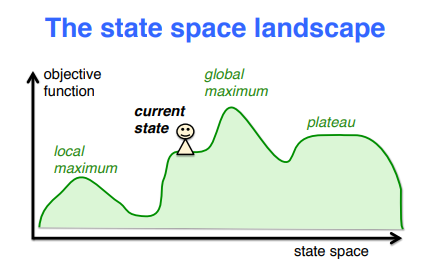 The state space landscape
objective
function
global
maximum
current
state
plateau
local
maximum
state space